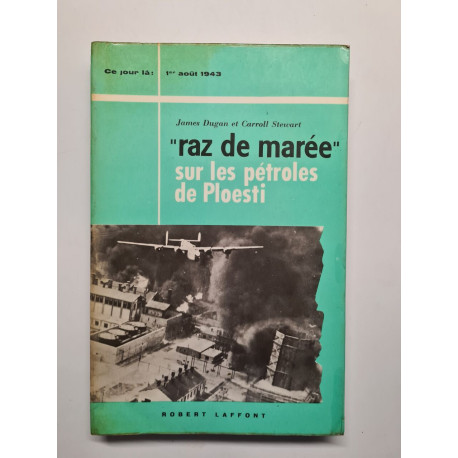 Ce jour là: 1er août 1943
James Dugan et Carroll Stewart
"raz de marée"
sur les pétroles
de Ploesti
ROBERT LAFFONT